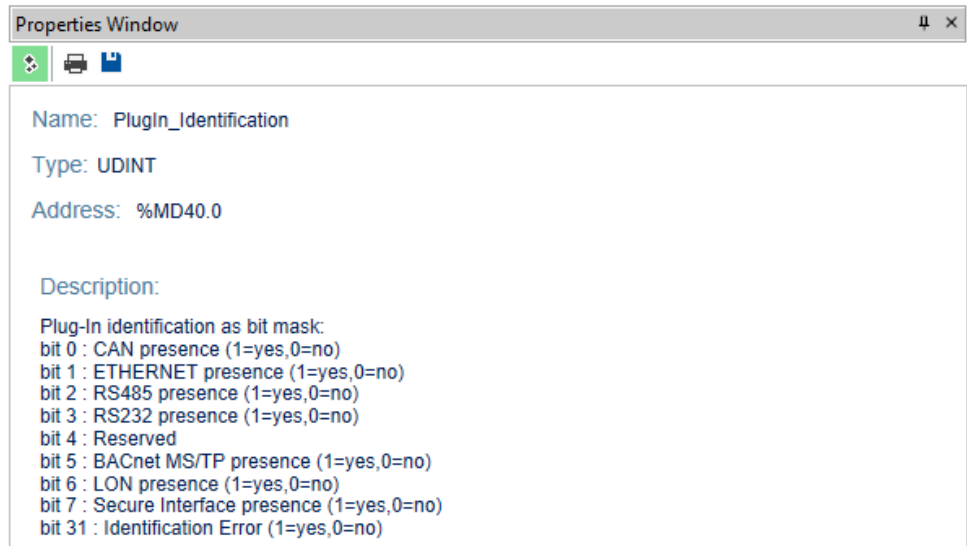 Properties Window
Name: PlugIn_Identification
Type: UDINT
Address: %MD40.0
Description:
Plug-In identification as bit mask:
bit 0 : CAN presence (1=yes,0=no)
bit 1 : ETHERNET presence (1=yes,0=no)
bit 2 : RS485 presence (1=yes,0=no)
bit 3 : RS232 presence (1=yes,0=no)
bit 4 : Reserved
bit 5 : BACnet MS/TP presence (1=yes,0=no)
bit 6 : LON presence (1=yes,0=no)
bit 7 : Secure Interface presence (1=yes,0=no)
bit 31 : Identification Error (1=yes,0=no)